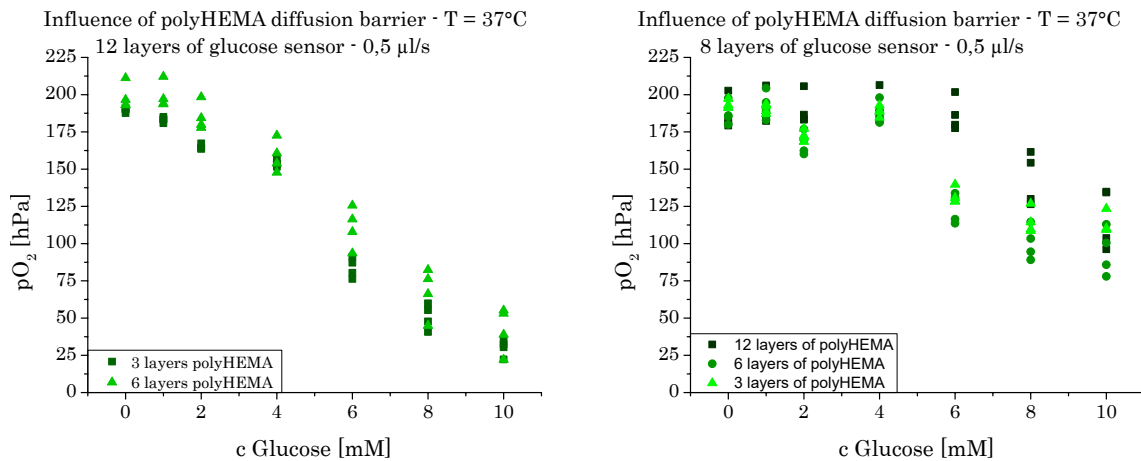 Influence of polyHEMA diffusion barrier - T = 37°C
12 layers of glucose sensor - 0,5 µl/s
225
200
175
150
125
100
75
50
25
0
pO2 [hPa]
3 layers polyHEMA
6 layers polyHEMA
0 2 4 6 8 10
c Glucose [mM]
Influence of polyHEMA diffusion barrier - T = 37°C
8 layers of glucose sensor - 0,5 µl/s
225
200
175
150
125
100
75
50
25
0
pO2 [hPa]
12 layers of polyHEMA
6 layers of polyHEMA
3 layers of polyHEMA
0 2 4 6 8 10
c Glucose [mM]